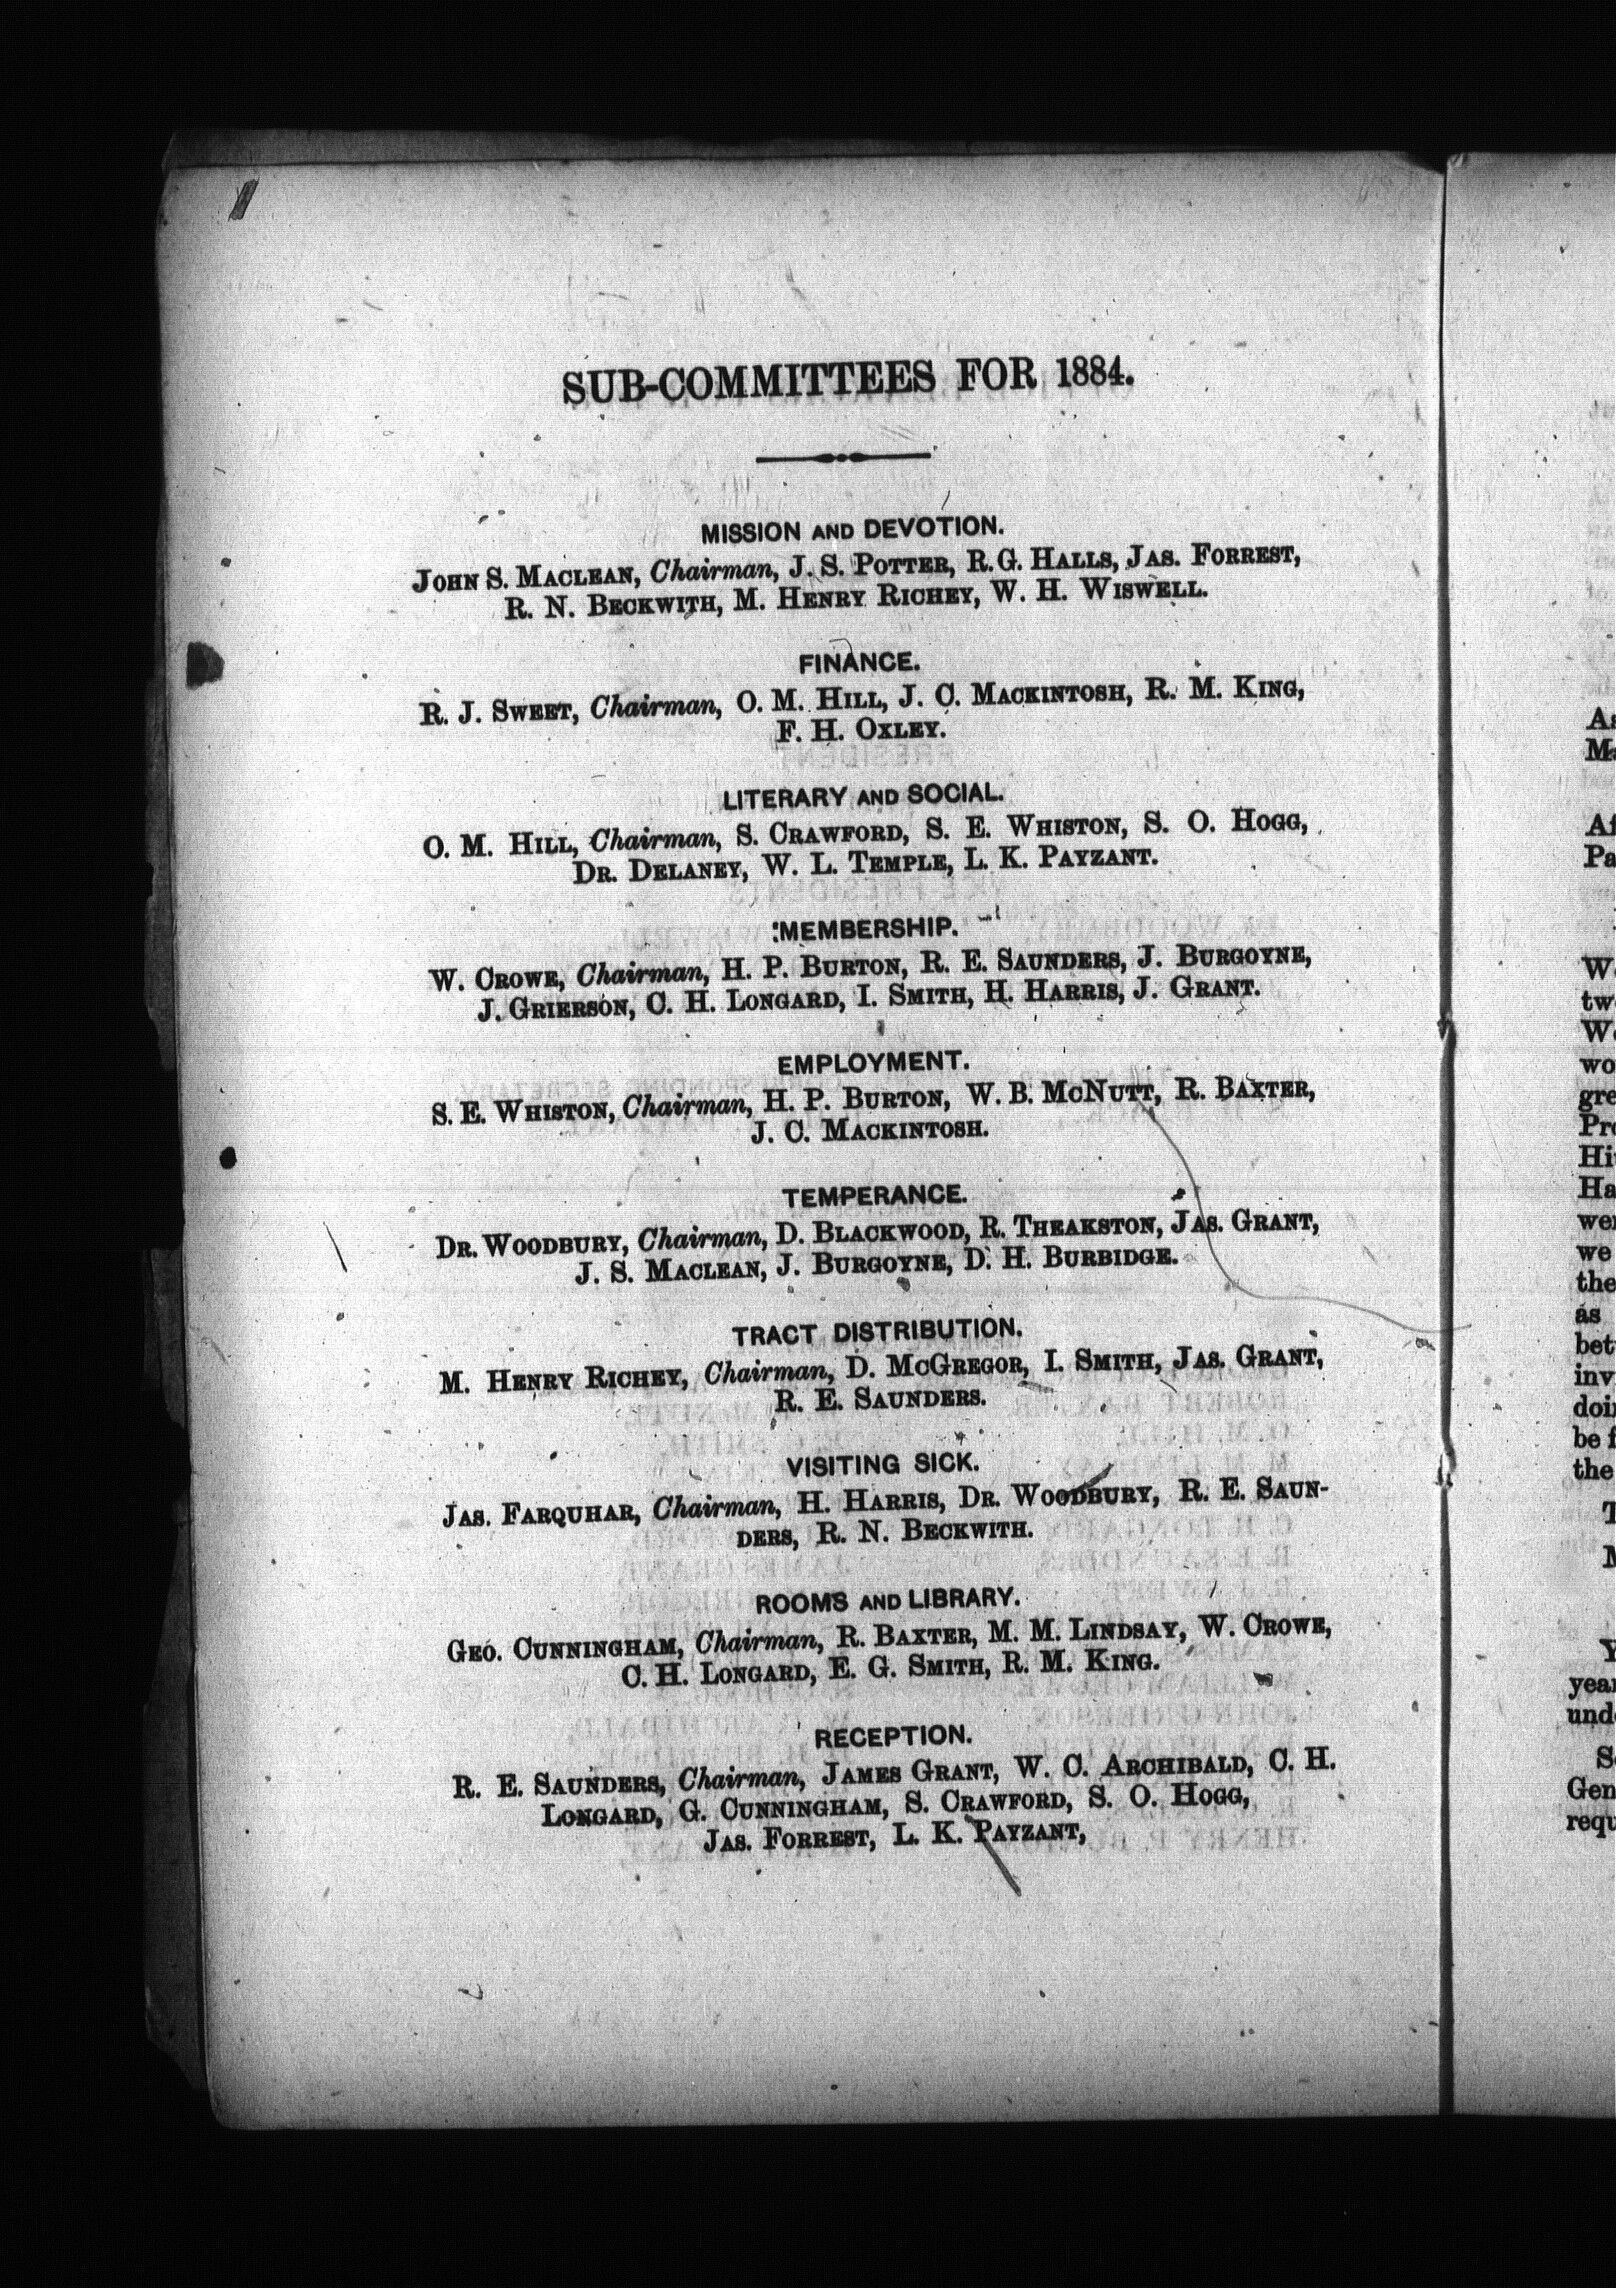 SUB-COMMITTEES FOR 1884.
MISSION AND DEVOTION.
JOHN S. MACLEAN, Chairman, J. S. POTTER, R. G. HALLS, JAS. FORREST,
R. N. BECKWITH, M. HENRY RICHEY, W. H. WISWELL.
FINANCE.
R. J. SWEET, Chairman, O. M. HILL, J. C. MACKINTOSH, R. M. KING,
F. H. OXLEY.
LITERARY AND SOCIAL.
O. M. HILL, Chairman, S. CRAWFORD, S. E. WHISTON, S. O. HOGG,
DR. DELANEY, W. L. TEMPLE, L. K. PAYZANT.
MEMBERSHIP.
W. CROWE, Chairman, H. P. BURTON, R. E. SAUNDERS, J. BURGOYNE,
J. GRIERSON, C. H. LONGARD, I. SMITH, H. HARRIS, J. GRANT.
EMPLOYMENT.
S. E. WHISTON, Chairman, H. P. BURTON, W. B. MCNUTT, R. BAXTER,
J. C. MACKINTOSH.
TEMPERANCE.
DR. WOODBURY, Chairman, D. BLACKWOOD, R. THEAKSTON, JAS. GRANT,
J. S. MACLEAN, J. BURGOYNE, D. H. BURBIDGE.
TRACT DISTRIBUTION.
M. HENRY RICHEY, Chairman, D. MCGREGOR, I. SMITH, JAS. GRANT,
R. E. SAUNDERS.
VISITING SICK.
JAS. FARQUHAR, Chairman, H. HARRIS, DR. WOODBURY, R. E. SAUN-
DERS, R. N. BECKWITH.
ROOMS AND LIBRARY.
GEO. CUNNINGHAM, Chairman, R. BAXTER, M. M. LINDSAY, W. CROWE,
C. H. LONGARD, E. G. SMITH, R. M. KING.
RECEPTION.
R. E. SAUNDERS, Chairman, JAMES GRANT, W. C. ARCHIBALD, C. H.
LONGARD, G. CUNNINGHAM, S. CRAWFORD, S. O. HOGG,
JAS. FORREST, L. K. PAYZANT,